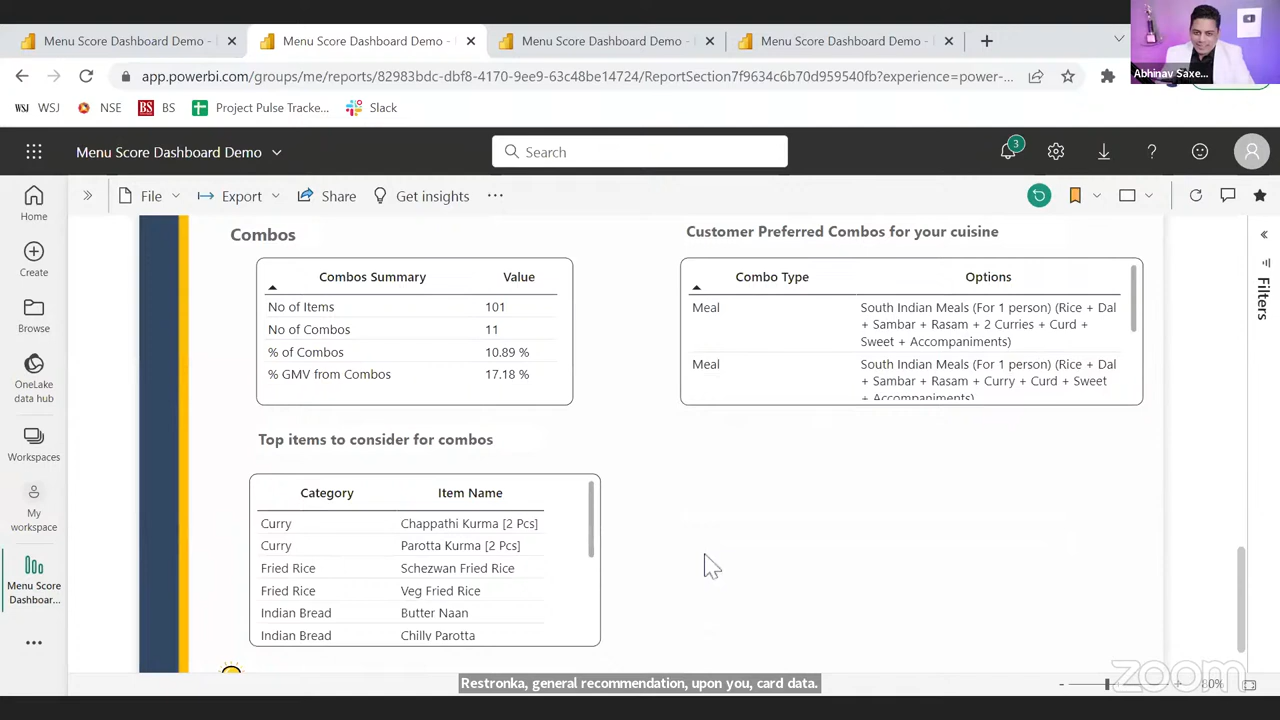 Menu Score Dashboard Demo -
Menu Score Dashboard Demo -
Menu Score Dashboard Demo -
Menu Score Dashboard Demo -
Abhinav Saxe...
app.powerbi.com/groups/me/reports/82983bdc-dbf8-4170-9ee9-63c48be14724/ReportSection7f9634c6b70d959540fb?experience=power-...
WSJ WSJ
NSE
BS BS
Project Pulse Tracke...
Slack
Menu Score Dashboard Demo
Search
3
File
Export
Share
Get insights
Home
Create
Browse
OneLake
data hub
Workspaces
My
workspace
Menu Score
Dashboar...
Filters
Combos
Combos Summary Value
No of Items 101
No of Combos 11
% of Combos 10.89 %
% GMV from Combos 17.18 %
Customer Preferred Combos for your cuisine
Combo Type Options
Meal South Indian Meals (For 1 person) (Rice + Dal
+ Sambar + Rasam + 2 Curries + Curd +
Sweet + Accompaniments)
Meal South Indian Meals (For 1 person) (Rice + Dal
+ Sambar + Rasam + Curry + Curd + Sweet
+ Accompaniments)
Top items to consider for combos
Category Item Name
Curry Chappathi Kurma [2 Pcs]
Curry Parotta Kurma [2 Pcs]
Fried Rice Schezwan Fried Rice
Fried Rice Veg Fried Rice
Indian Bread Butter Naan
Indian Bread Chilly Parotta
Restronka, general recommendation, upon you, card data.
80%
zoom